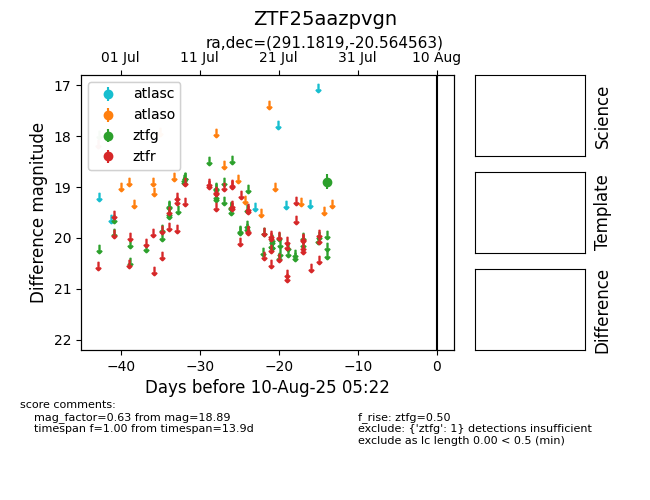 ZTF25aazpvgn
ra,dec=(291.1819,-20.564563)
01 Jul 11 Jul 21 Jul 31 Jul 10 Aug
atlasc
atlaso
ztfg
ztfr
17
18
19
20
21
22
Difference magnitude
−40 −30 −20 −10 0
Days before 10-Aug-25 05:22
Science
Template
Difference
score comments:
mag_factor=0.63 from mag=18.89
timespan f=1.00 from timespan=13.9d
f_rise: ztfg=0.50
exclude: {'ztfg': 1} detections insufficient
exclude as lc length 0.00 < 0.5 (min)